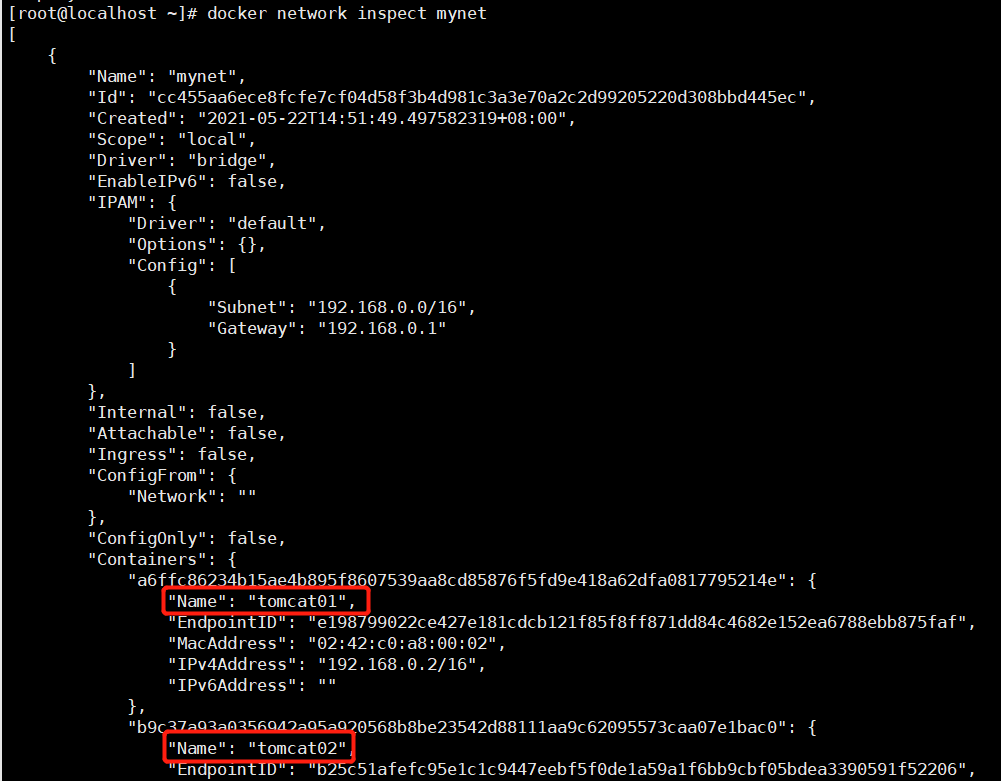 [root@localhost ~]# docker network inspect mynet
[
    {
        "Name": "mynet",
        "Id": "cc455aa6ece8fcfe7cf04d58f3b4d981c3a3e70a2c2d99205220d308bbd445ec",
        "Created": "2021-05-22T14:51:49.497582319+08:00",
        "Scope": "local",
        "Driver": "bridge",
        "EnableIPv6": false,
        "IPAM": {
            "Driver": "default",
            "Options": {},
            "Config": [
                {
                    "Subnet": "192.168.0.0/16",
                    "Gateway": "192.168.0.1"
                }
            ]
        },
        "Internal": false,
        "Attachable": false,
        "Ingress": false,
        "ConfigFrom": {
            "Network": ""
        },
        "ConfigOnly": false,
        "Containers": {
            "a6ffc86234b15ae4b895f8607539aa8cd85876f5fd9e418a62dfa0817795214e": {
                "Name": "tomcat01",
                "EndpointID": "e198799022ce427e181cdcb121f85f8ff871dd84c4682e152ea6788ebb875faf",
                "MacAddress": "02:42:c0:a8:00:02",
                "IPv4Address": "192.168.0.2/16",
                "IPv6Address": ""
            },
            "b9c37a93a0356942a95a920568b8be23542d88111aa9c62095573caa07e1bac0": {
                "Name": "tomcat02",
                "EndpointID": "b25c51afefc95e1c1c9447eebf5f0de1a59a1f6bb9cbf05bdea3390591f52206",